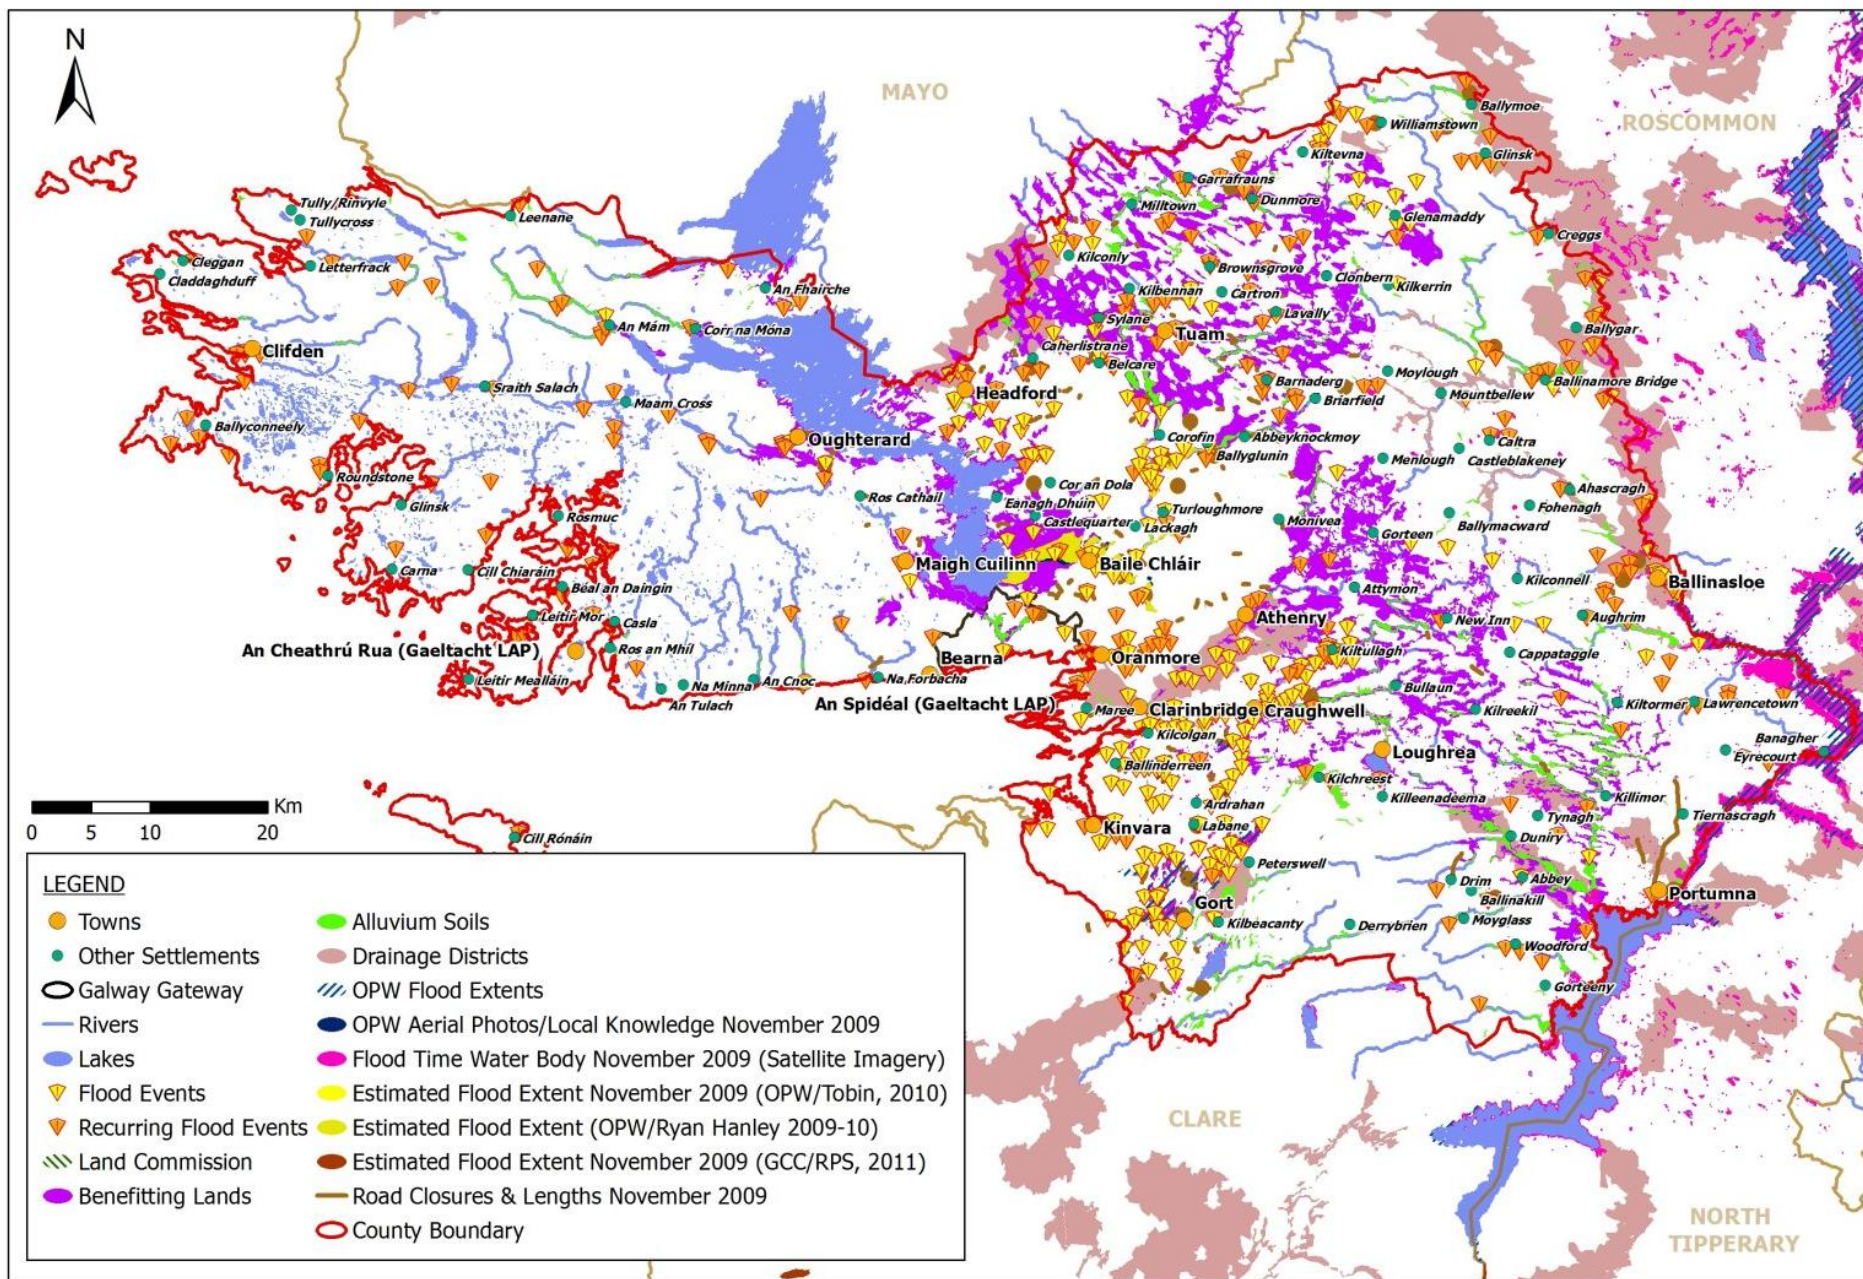 N
MAYO
ROSCOMMON
Ballymoe
Williamstown
Glinsk
Kiltevna
Garrafrauns
Dunmore
Milltown
Glenamaddy
Creggs
Tully/Rinvyle
Tullycross
Leenane
Cleggan
Letterfrack
Claddaghduff
An Fhairche
Kilconly
Brownsgrove
Clonbern
Kilkerrin
Kilbennan
Cartron
Sylane
Lavally
Tuam
Ballygar
An Mám
Corr na Móna
Clifden
Caherlistrane
Belcare
Barnaderg
Moylough
Ballinamore Bridge
Sraith Salach
Maam Cross
Headford
Briarfield
Mountbellew
Ballyconneely
Oughterard
Corofin
Abbeyknockmoy
Ballyglunin
Caltra
Castleblakeney
Menlough
Roundstone
Glinsk
Rosmuc
Ros Cathail
Cor an Dola
Eanagh Dhúin
Castlequarter
Turloughmore
Lackagh
Monivea
Ahascragh
Fohenagh
Ballymacward
Gorteen
Carna
Cill Chiaráin
Béal an Daingin
Maigh Cuilinn
Baile Chláir
Attymon
Kilconnell
Ballinasloe
Leitir Mor
Casla
Athenry
New Inn
Aughrim
An Cheathrú Rua (Gaeltacht LAP)
Ros an Mhíl
Bearna
Oranmore
Kiltullagh
Cappataggle
Leitir Mealláin
Na Minna
An Cnoc
Na Forbacha
An Tulach
An Spidéal (Gaeltacht LAP)
Maree
Clarinbridge
Craughwell
Bullaun
Kilreekil
Kiltormer
Lawrencetown
Kilcolgan
Loughrea
Banagher
Eyrecourt
Ballinderreen
Kilchreest
Killeenadeema
Killimor
Ardrahan
Tynagh
Tiernascragh
Labane
Kinvara
Duniry
Cill Rónáin
Peterswell
Drim
Abbey
Ballinakill
Portumna
Gort
Kilbeacanty
Derrybrien
Moyglass
Woodford
Gorteeny
Km
0 5 10 20
CLARE
NORTH
TIPPERARY
LEGEND
Towns
Other Settlements
Galway Gateway
Rivers
Lakes
Flood Events
Recurring Flood Events
Land Commission
Benefitting Lands
Alluvium Soils
Drainage Districts
OPW Flood Extents
OPW Aerial Photos/Local Knowledge November 2009
Flood Time Water Body November 2009 (Satellite Imagery)
Estimated Flood Extent November 2009 (OPW/Tobin, 2010)
Estimated Flood Extent (OPW/Ryan Hanley 2009-10)
Estimated Flood Extent November 2009 (GCC/RPS, 2011)
Road Closures & Lengths November 2009
County Boundary